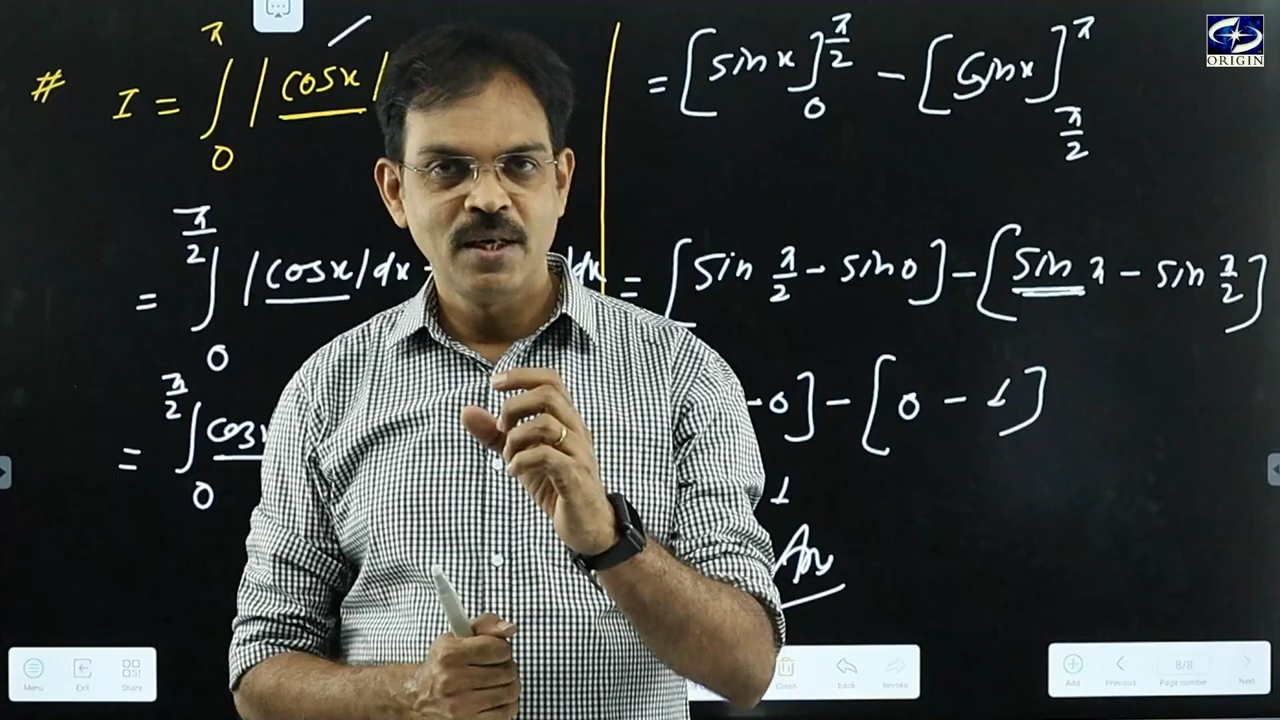 ORIGIN
# I = ∫₀^π |cosx|
= ∫₀^{π/2} |cosx|dx dx
= ∫₀^{π/2} cosx
= [sinx]₀^{π/2} - [sinx]_{π/2}^π
= [sin π/2 - sin0] - [sin π - sin π/2]
-0] - [0 - 1]
1
Ans
Menu Exit Share
Clean back Revoke
Add Previous 8/8 Page number Next